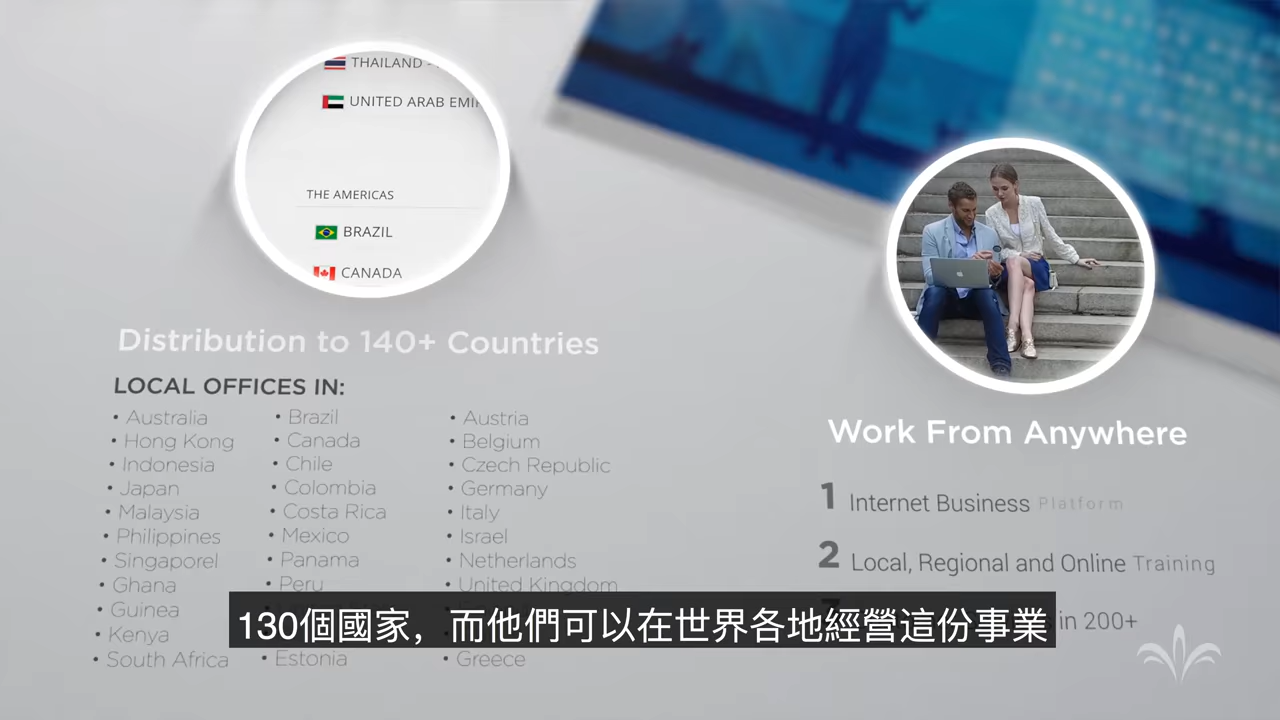 THAILAND -
UNITED ARAB EMI
THE AMERICAS
BRAZIL
CANADA
Distribution to 140+ Countries
LOCAL OFFICES IN:
• Australia
• Hong Kong
• Indonesia
• Japan
• Malaysia
• Philippines
• Singaporel
• Ghana
• Guinea
• Kenya
• South Africa
• Brazil
• Canada
• Chile
• Colombia
• Costa Rica
• Mexico
• Panama
• Peru
• Estonia
• Austria
• Belgium
• Czech Republic
• Germany
• Italy
• Israel
• Netherlands
• United Kingdom
• Greece
Work From Anywhere
1 Internet Business Platform
2 Local, Regional and Online Training
in 200+
130個國家，而他們可以在世界各地經營這份事業